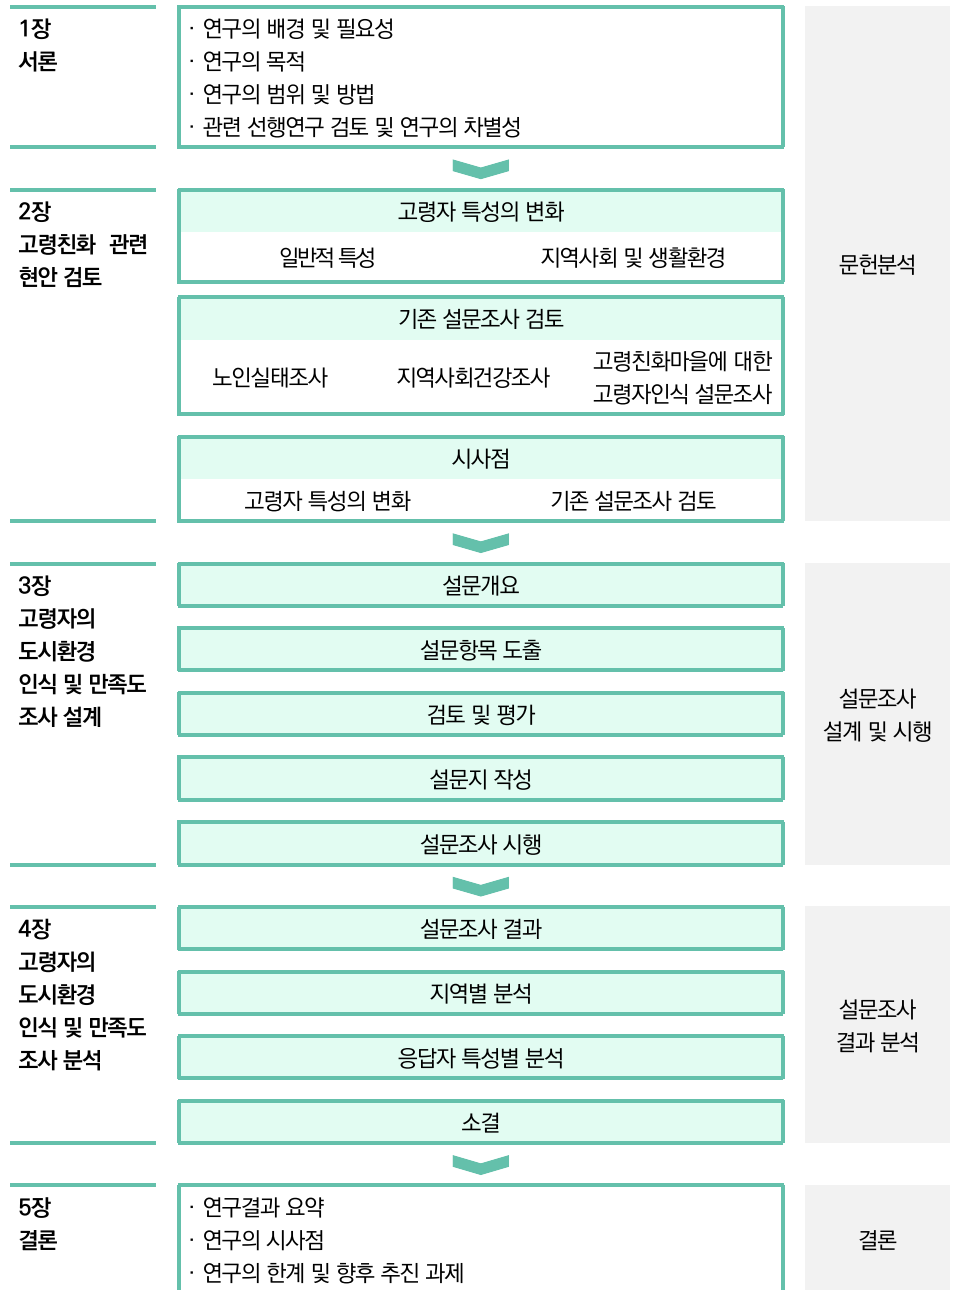 1장
서론
· 연구의 배경 및 필요성
· 연구의 목적
· 연구의 범위 및 방법
· 관련 선행연구 검토 및 연구의 차별성
2장
고령친화 관련
현안 검토
고령자 특성의 변화
일반적 특성 지역사회 및 생활환경
기존 설문조사 검토
노인실태조사 지역사회건강조사 고령친화마을에 대한
고령자인식 설문조사
시사점
고령자 특성의 변화 기존 설문조사 검토
문헌분석
3장
고령자의
도시환경
인식 및 만족도
조사 설계
설문개요
설문항목 도출
검토 및 평가
설문지 작성
설문조사 시행
설문조사
설계 및 시행
4장
고령자의
도시환경
인식 및 만족도
조사 분석
설문조사 결과
지역별 분석
응답자 특성별 분석
소결
설문조사
결과 분석
5장
결론
· 연구결과 요약
· 연구의 시사점
· 연구의 한계 및 향후 추진 과제
결론